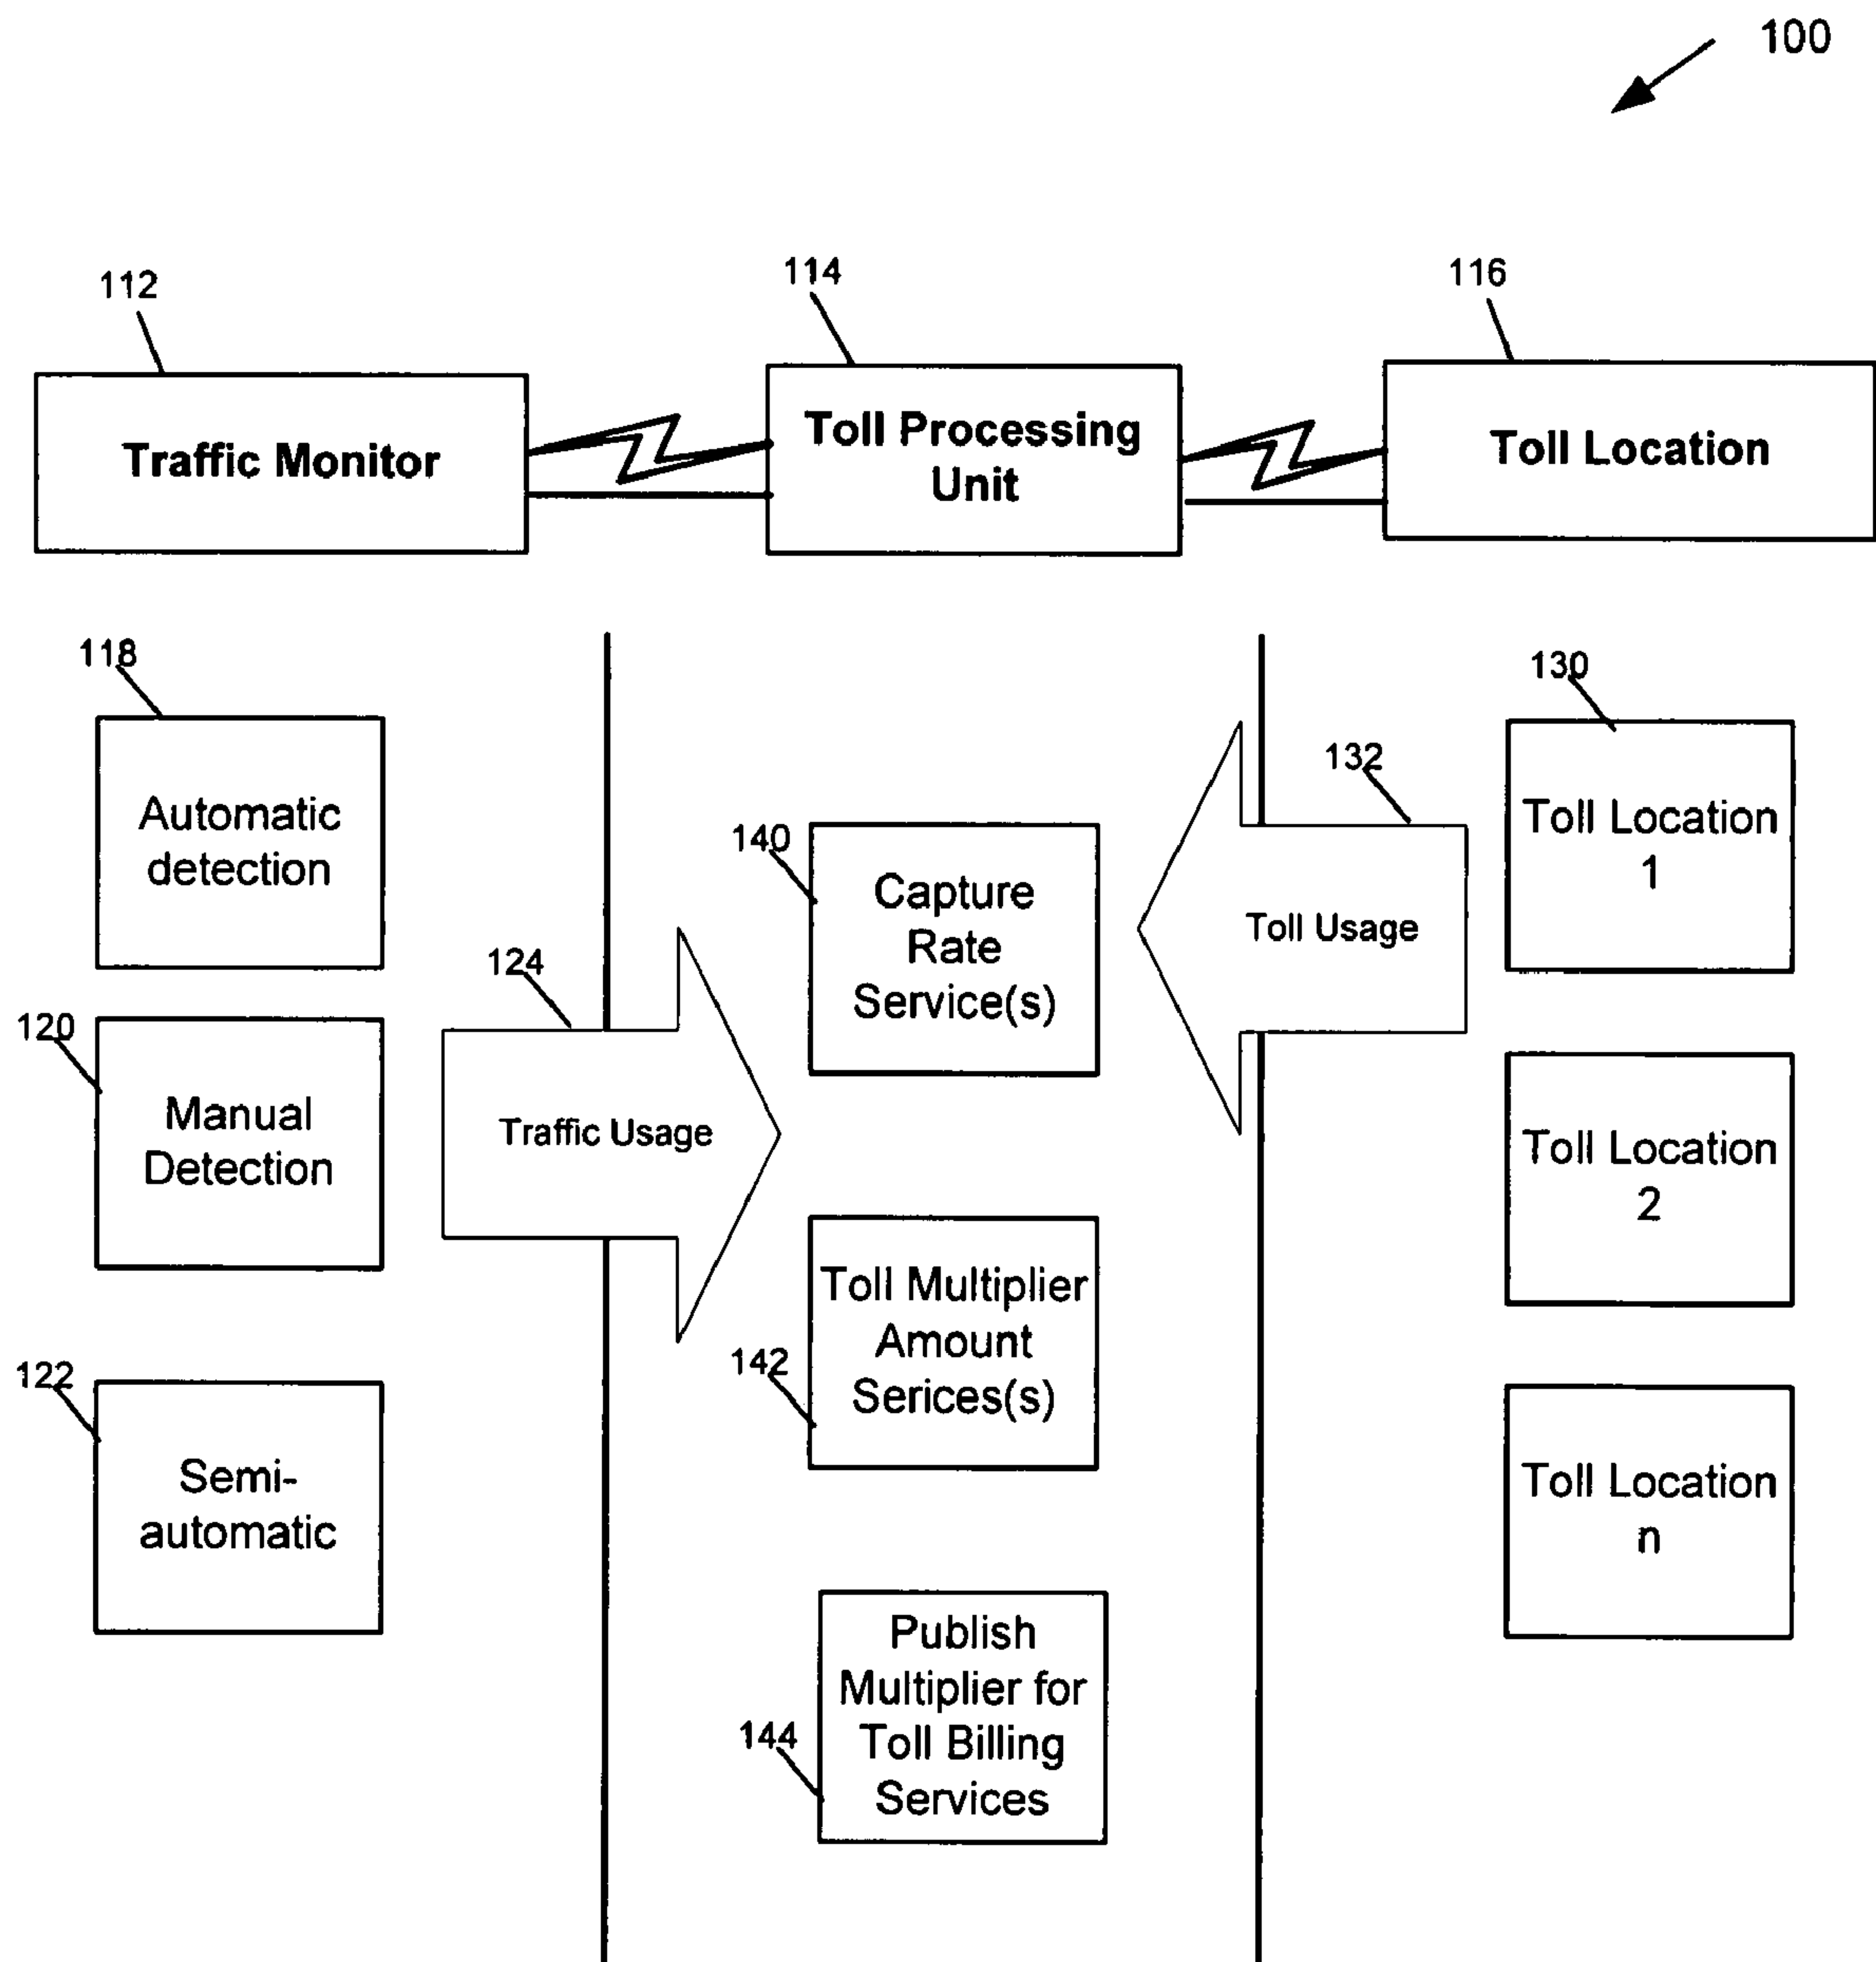 100
112
114
116
Traffic Monitor
Toll Processing
Unit
Toll Location
118
Automatic
detection
120
Manual
Detection
122
Semi-
automatic
124
Traffic Usage
140
Capture
Rate
Service(s)
142
Toll Multiplier
Amount
Serices(s)
144
Publish
Multiplier for
Toll Billing
Services
132
Toll Usage
130
Toll Location
1
Toll Location
2
Toll Location
n